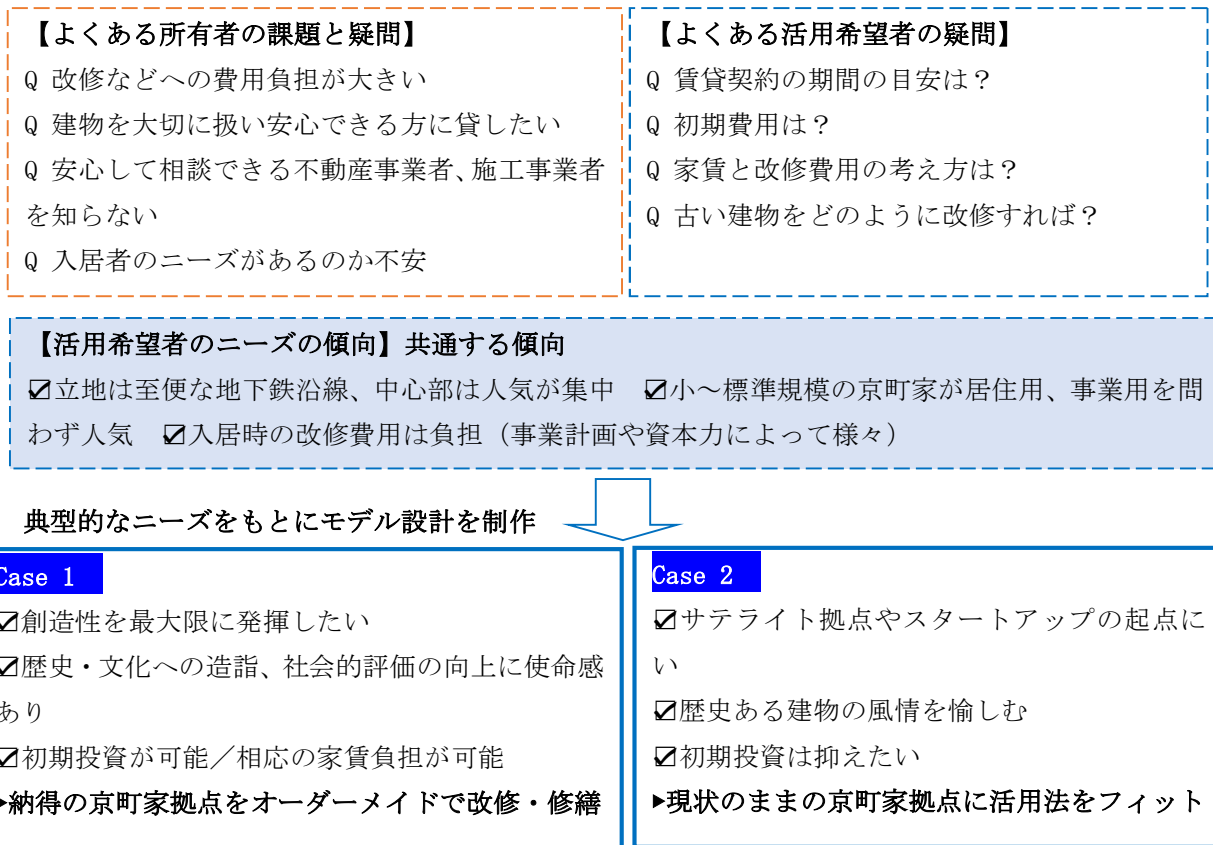 【よくある所有者の課題と疑問】
Q 改修などへの費用負担が大きい
Q 建物を大切に扱い安心できる方に貸したい
Q 安心して相談できる不動産事業者、施工事業者
を知らない
Q 入居者のニーズがあるのか不安
【よくある活用希望者の疑問】
Q 賃貸契約の期間の目安は？
Q 初期費用は？
Q 家賃と改修費用の考え方は？
Q 古い建物をどのように改修すれば？
【活用希望者のニーズの傾向】共通する傾向
☑立地は至便な地下鉄沿線、中心部は人気が集中　☑小～標準規模の京町家が居住用、事業用を問
わず人気　☑入居時の改修費用は負担（事業計画や資本力によって様々）
典型的なニーズをもとにモデル設計を制作
Case 1
☑創造性を最大限に発揮したい
☑歴史・文化への造詣、社会的評価の向上に使命感
あり
☑初期投資が可能／相応の家賃負担が可能
▶納得の京町家拠点をオーダーメイドで改修・修繕
Case 2
☑サテライト拠点やスタートアップの起点に
い
☑歴史ある建物の風情を愉しむ
☑初期投資は抑えたい
▶現状のままの京町家拠点に活用法をフィット